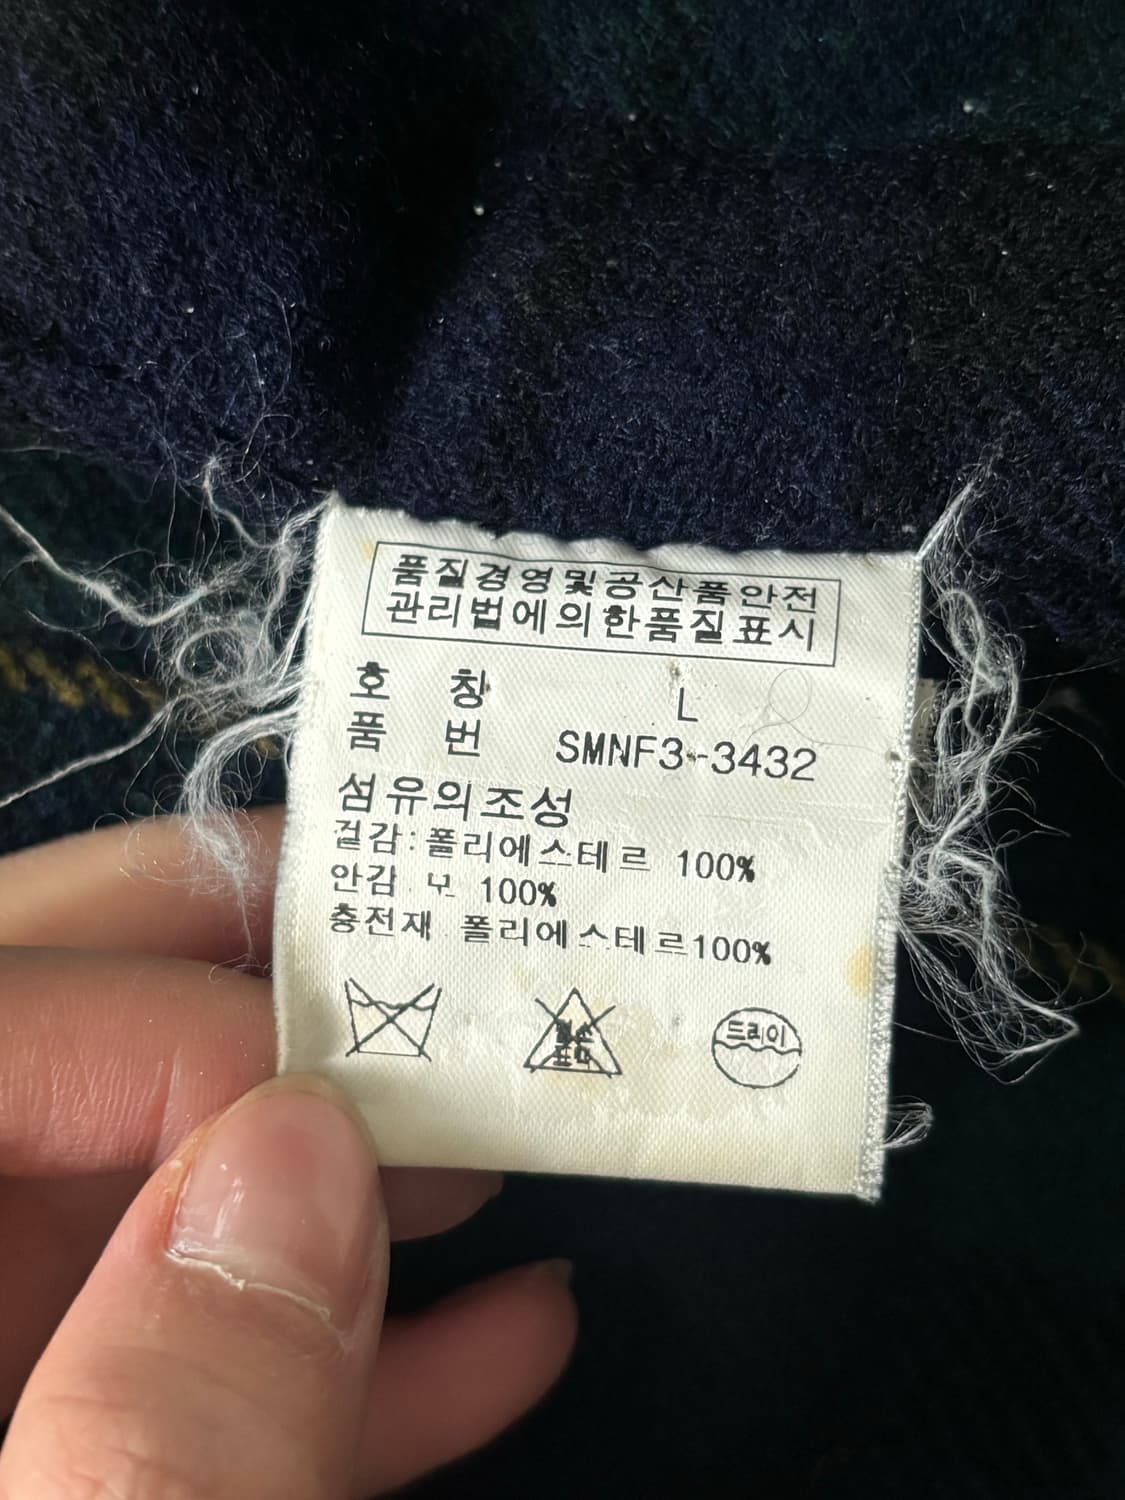 품질경영및공산품안전
관리법에의한품질표시
호 칭 L
품 번 SMNF3-3432
섬유의조성
겉감:폴리에스테르 100%
안감 모 100%
충전재 폴리에스테르100%
드라이